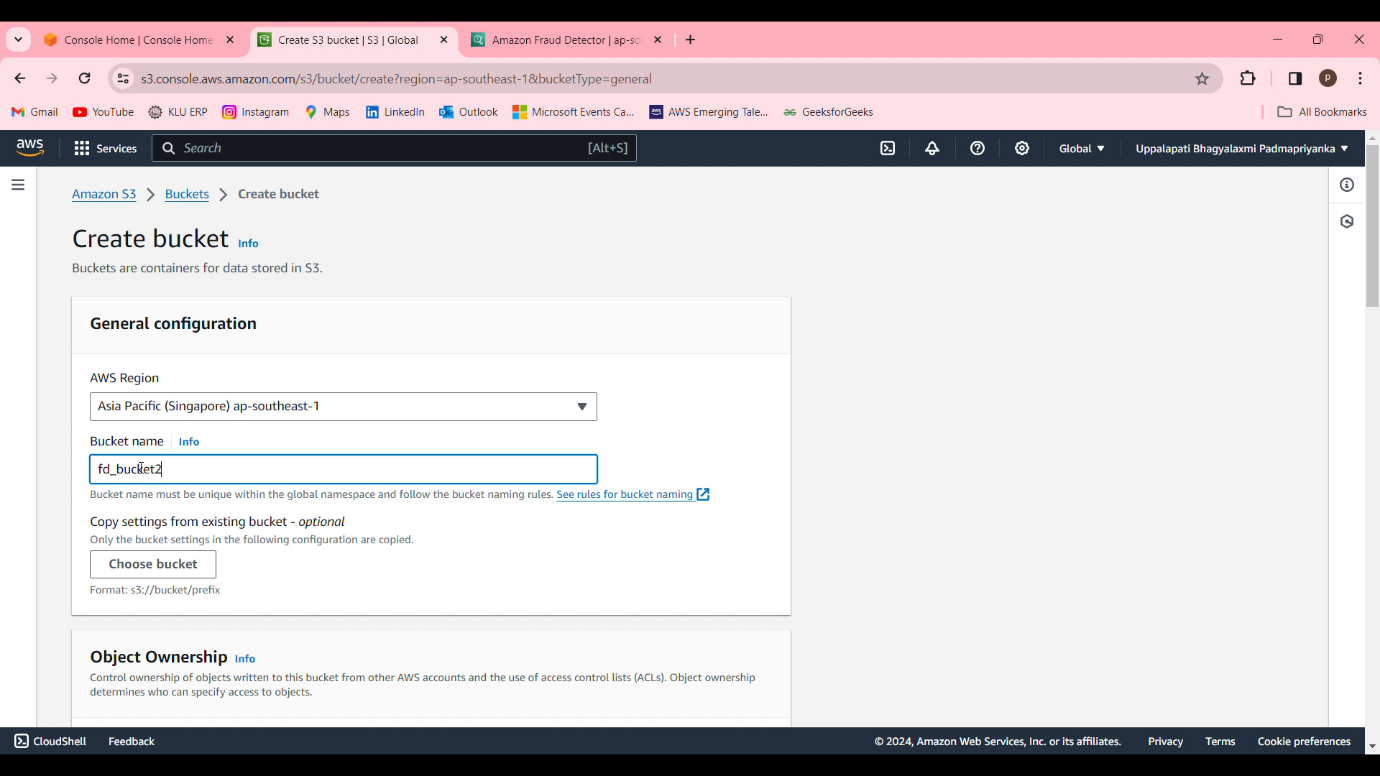 Console Home | Console Home
Create S3 bucket | S3 | Global
Amazon Fraud Detector | ap-so
s3.console.aws.amazon.com/s3/bucket/create?region=ap-southeast-1&bucketType=general
P
Gmail
YouTube
KLU ERP
Instagram
Maps
LinkedIn
Outlook
Microsoft Events Ca...
AWS Emerging Tale...
GeeksforGeeks
All Bookmarks
aws
Services
Search
[Alt+S]
Global
Uppalapati Bhagyalaxmi Padmapriyanka
Amazon S3
Buckets
Create bucket
Create bucket Info
Buckets are containers for data stored in S3.
General configuration
AWS Region
Asia Pacific (Singapore) ap-southeast-1
Bucket name Info
fd_bucket2
Bucket name must be unique within the global namespace and follow the bucket naming rules. See rules for bucket naming
Copy settings from existing bucket - optional
Only the bucket settings in the following configuration are copied.
Choose bucket
Format: s3://bucket/prefix
Object Ownership Info
Control ownership of objects written to this bucket from other AWS accounts and the use of access control lists (ACLs). Object ownership
determines who can specify access to objects.
CloudShell
Feedback
© 2024, Amazon Web Services, Inc. or its affiliates.
Privacy
Terms
Cookie preferences